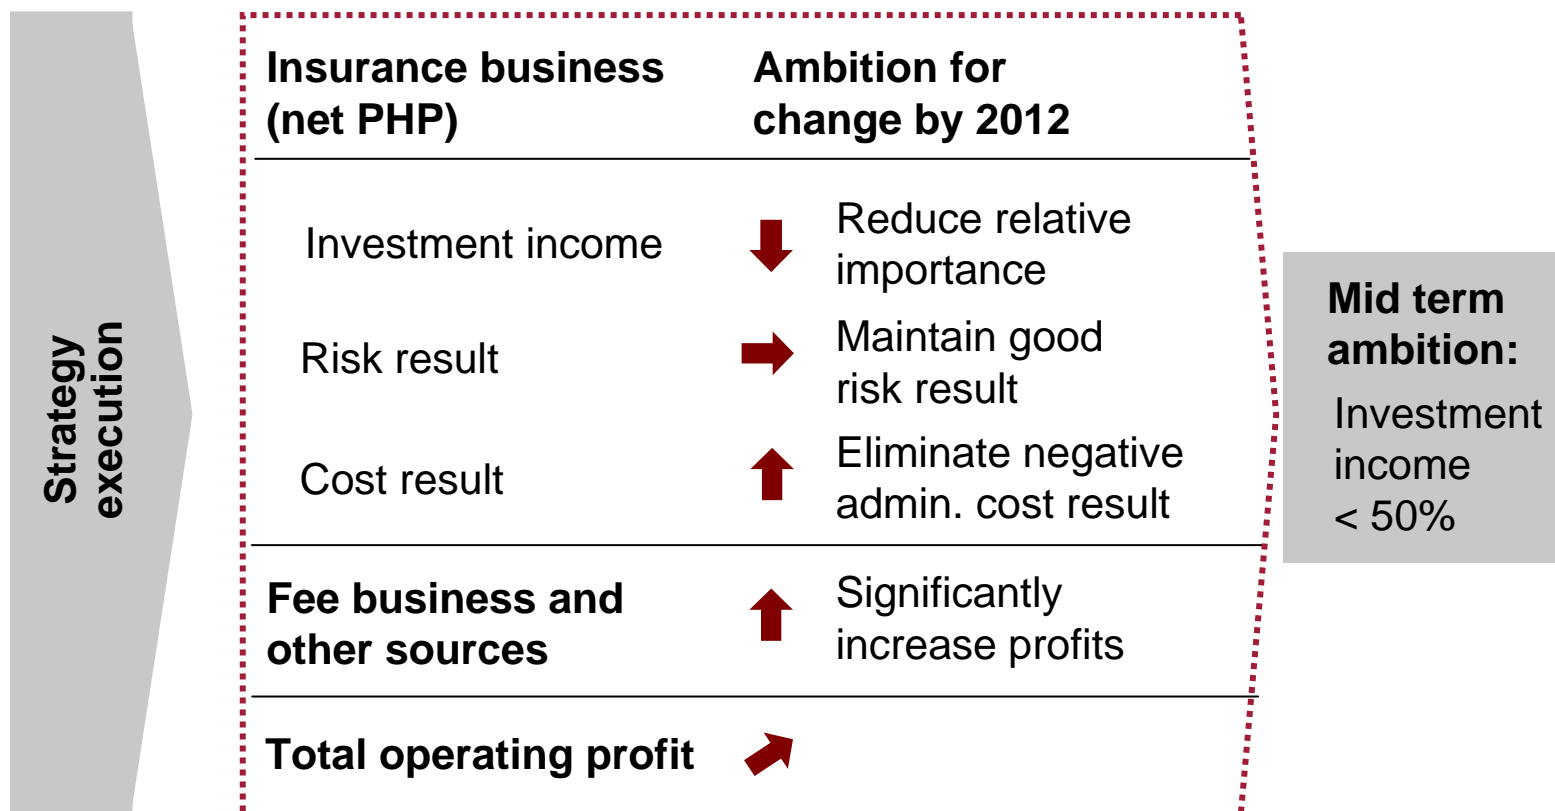 Strategy
execution
Insurance business
(net PHP)
Ambition for
change by 2012
Investment income
Reduce relative
importance
Risk result
Maintain good
risk result
Cost result
Eliminate negative
admin. cost result
Fee business and
other sources
Significantly
increase profits
Total operating profit
Mid term
ambition:
Investment
income
< 50%